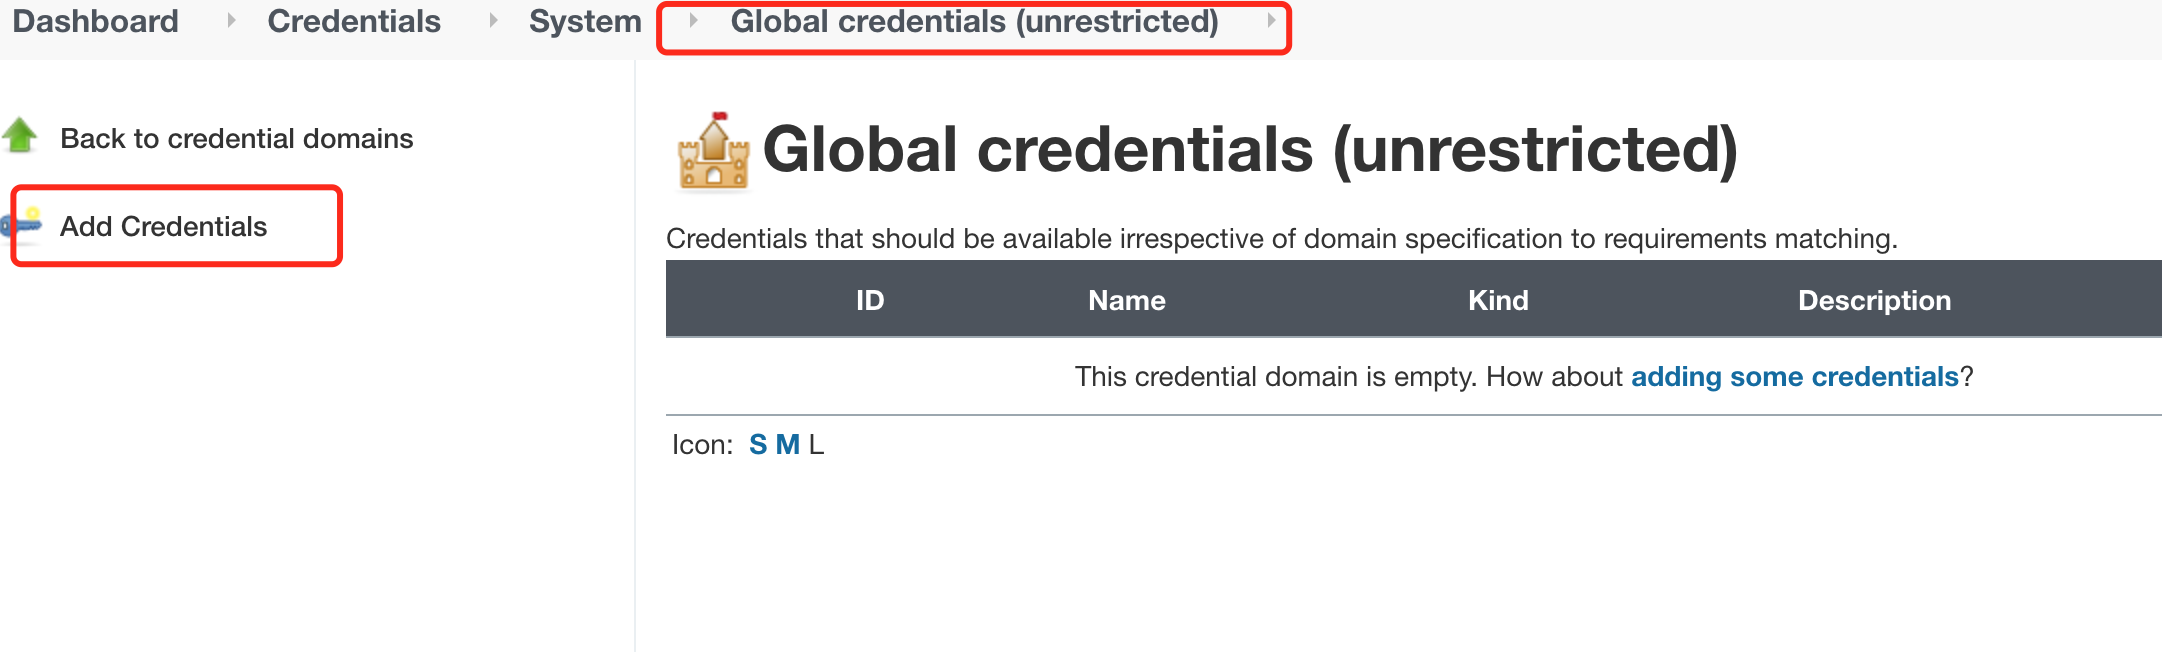 Dashboard Credentials System Global credentials (unrestricted)
Back to credential domains
Add Credentials
Global credentials (unrestricted)
Credentials that should be available irrespective of domain specification to requirements matching.
ID Name Kind Description
This credential domain is empty. How about adding some credentials?
Icon: S M L